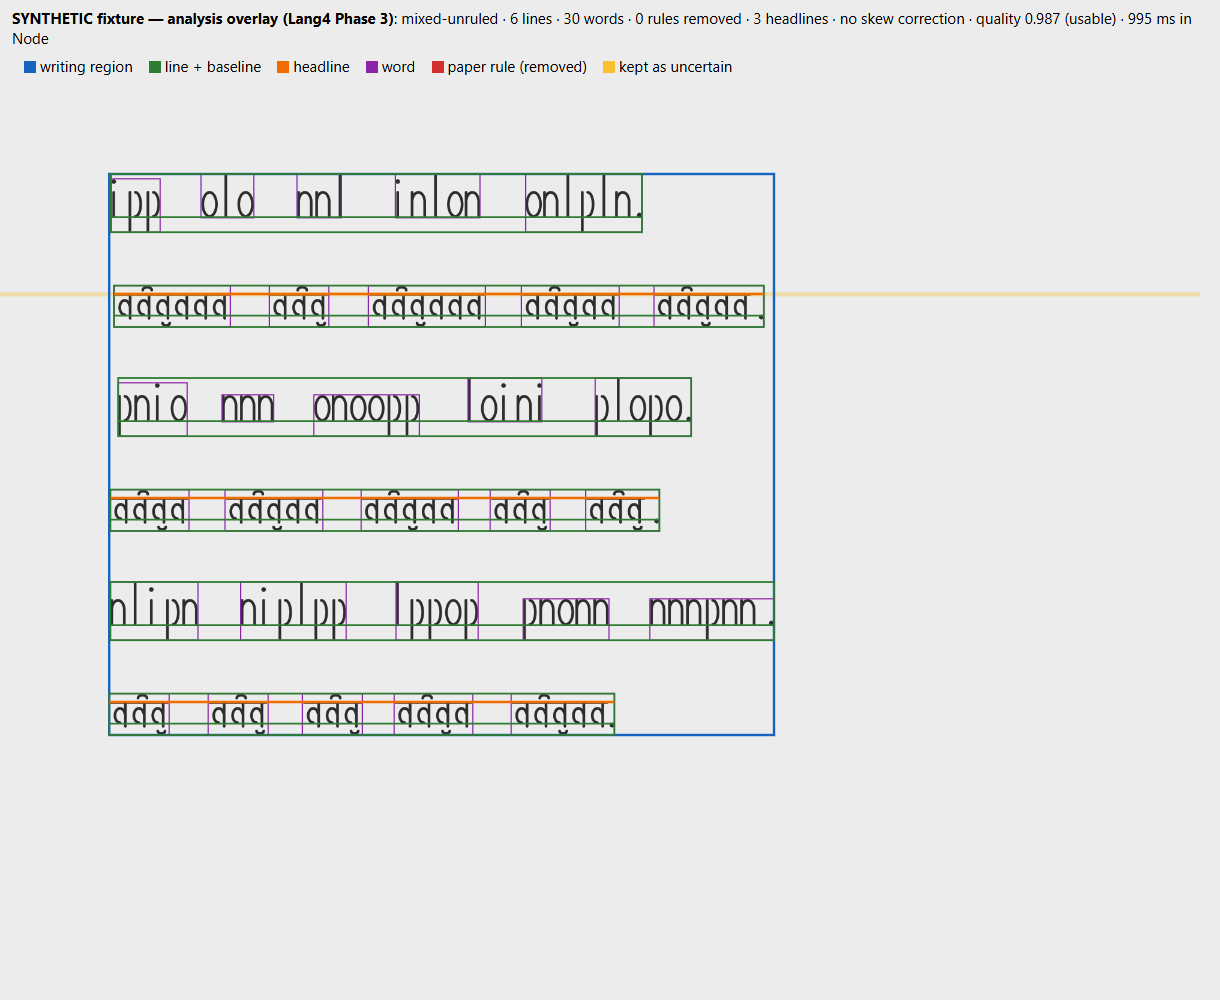 SYNTHETIC fixture — analysis overlay (Lang4 Phase 3): mixed-unruled · 6 lines · 30 words · 0 rules removed · 3 headlines · no skew correction · quality 0.987 (usable) · 995 ms in Node
writing region line + baseline headline word paper rule (removed) kept as uncertain
ipp olo nnl inlon onlpln.
pnio nnn onoopp loini plopo.
nlipn niplpp lppop pnonn nnnpnn.